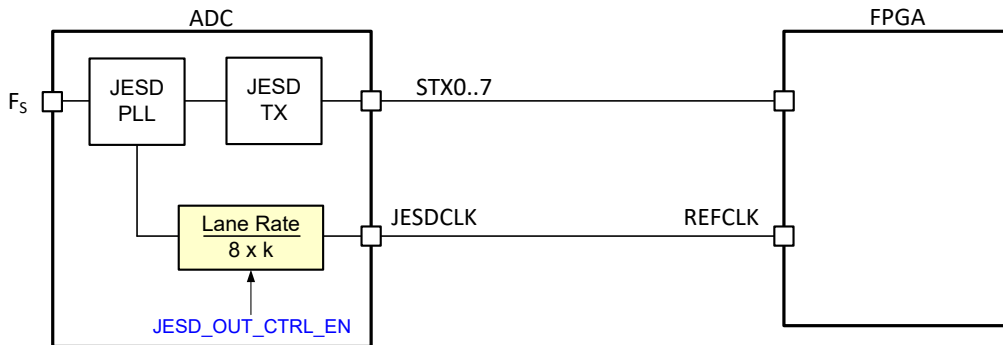 ADC
FPGA
JESD
PLL
JESD
TX
STX0..7
FS
Lane Rate
8 x k
JESDCLK
REFCLK
JESD_OUT_CTRL_EN